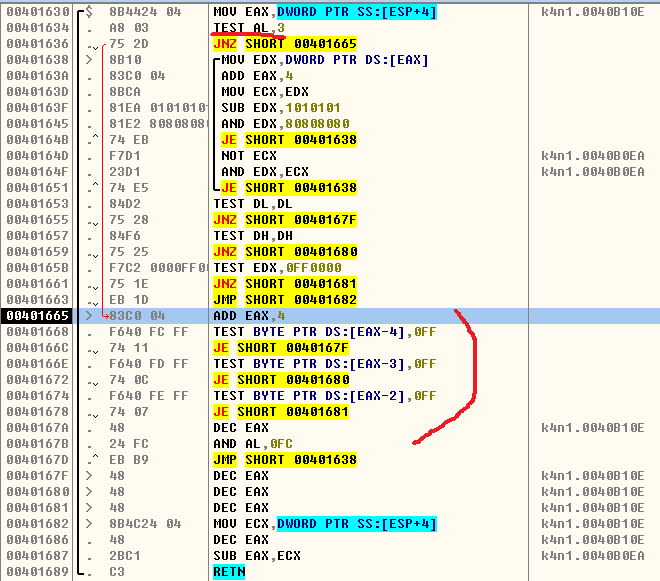 00401630 $ 8B4424 04 MOV EAX,DWORD PTR SS:[ESP+4] k4n1.0040B10E
00401634 . A8 03 TEST AL,3
00401636 . 75 2D JNZ SHORT 00401665
00401638 > 8B10 MOV EDX,DWORD PTR DS:[EAX]
0040163A . 83C0 04 ADD EAX,4
0040163D . 8BCA MOV ECX,EDX
0040163F . 81EA 01010101 SUB EDX,1010101
00401645 . 81E2 80808080 AND EDX,80808080
0040164B .^ 74 EB JE SHORT 00401638
0040164D . F7D1 NOT ECX k4n1.0040B0EA
0040164F . 23D1 AND EDX,ECX k4n1.0040B0EA
00401651 .^ 74 E5 JE SHORT 00401638
00401653 . 84D2 TEST DL,DL
00401655 . 75 28 JNZ SHORT 0040167F
00401657 . 84F6 TEST DH,DH
00401659 . 75 25 JNZ SHORT 00401680
0040165B . F7C2 0000FF00 TEST EDX,0FF0000
00401661 . 75 1E JNZ SHORT 00401681
00401663 . EB 1D JMP SHORT 00401682
00401665 > 83C0 04 ADD EAX,4
00401668 . F640 FC FF TEST BYTE PTR DS:[EAX-4],0FF
0040166C . 74 11 JE SHORT 0040167F
0040166E . F640 FD FF TEST BYTE PTR DS:[EAX-3],0FF
00401672 . 74 0C JE SHORT 00401680
00401674 . F640 FE FF TEST BYTE PTR DS:[EAX-2],0FF
00401678 . 74 07 JE SHORT 00401681
0040167A . 48 DEC EAX k4n1.0040B10E
0040167B . 24 FC AND AL,0FC
0040167D .^ EB B9 JMP SHORT 00401638
0040167F > 48 DEC EAX k4n1.0040B10E
00401680 > 48 DEC EAX k4n1.0040B10E
00401681 > 48 DEC EAX k4n1.0040B10E
00401682 > 8B4C24 04 MOV ECX,DWORD PTR SS:[ESP+4] k4n1.0040B0EA
00401686 . 48 DEC EAX k4n1.0040B10E
00401687 . 2BC1 SUB EAX,ECX k4n1.0040B0EA
00401689 . C3 RETN